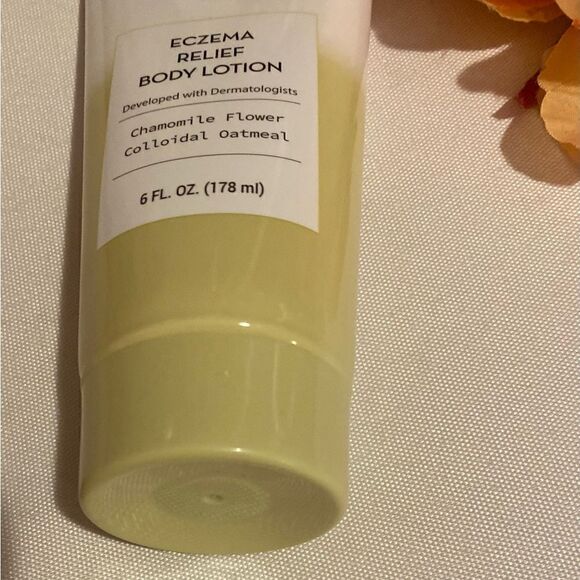 ECZEMA
RELIEF
BODY LOTION
Developed with Dermatologists
Chamomile Flower
Colloidal Oatmeal
6 FL. OZ. (178 ml)